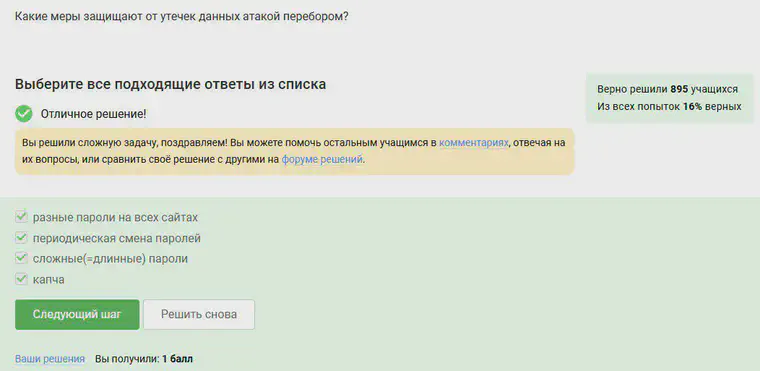 Какие меры защищают от утечек данных атакой перебором?
Выберите все подходящие ответы из списка
Отличное решение!
Верно решили 895 учащихся
Из всех попыток 16% верных
Вы решили сложную задачу, поздравляем! Вы можете помочь остальным учащимся в комментариях, отвечая на
их вопросы, или сравнить своё решение с другими на форуме решений.
разные пароли на всех сайтах
периодическая смена паролей
сложные(=длинные) пароли
капча
Следующий шаг
Решить снова
Ваши решения Вы получили: 1 балл